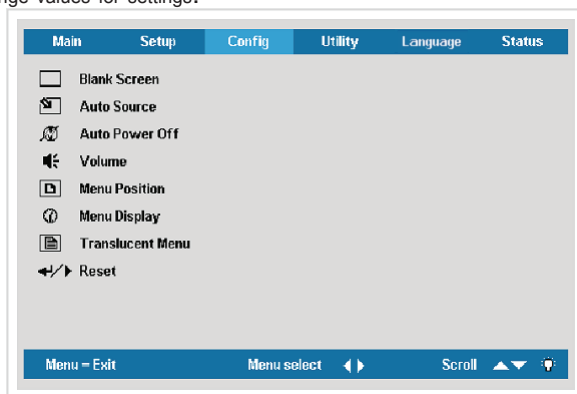 nge values for settings.
Main Setup Config Utility Language Status
Blank Screen
Auto Source
Auto Power Off
Volume
Menu Position
Menu Display
Translucent Menu
Reset
Menu = Exit Menu select Scroll